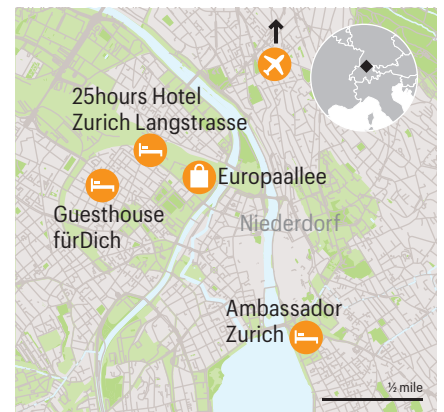 25hours Hotel
Zurich Langstrasse
Europaallee
Guesthouse
fürDich
Niederdorf
Ambassador
Zurich
½ mile